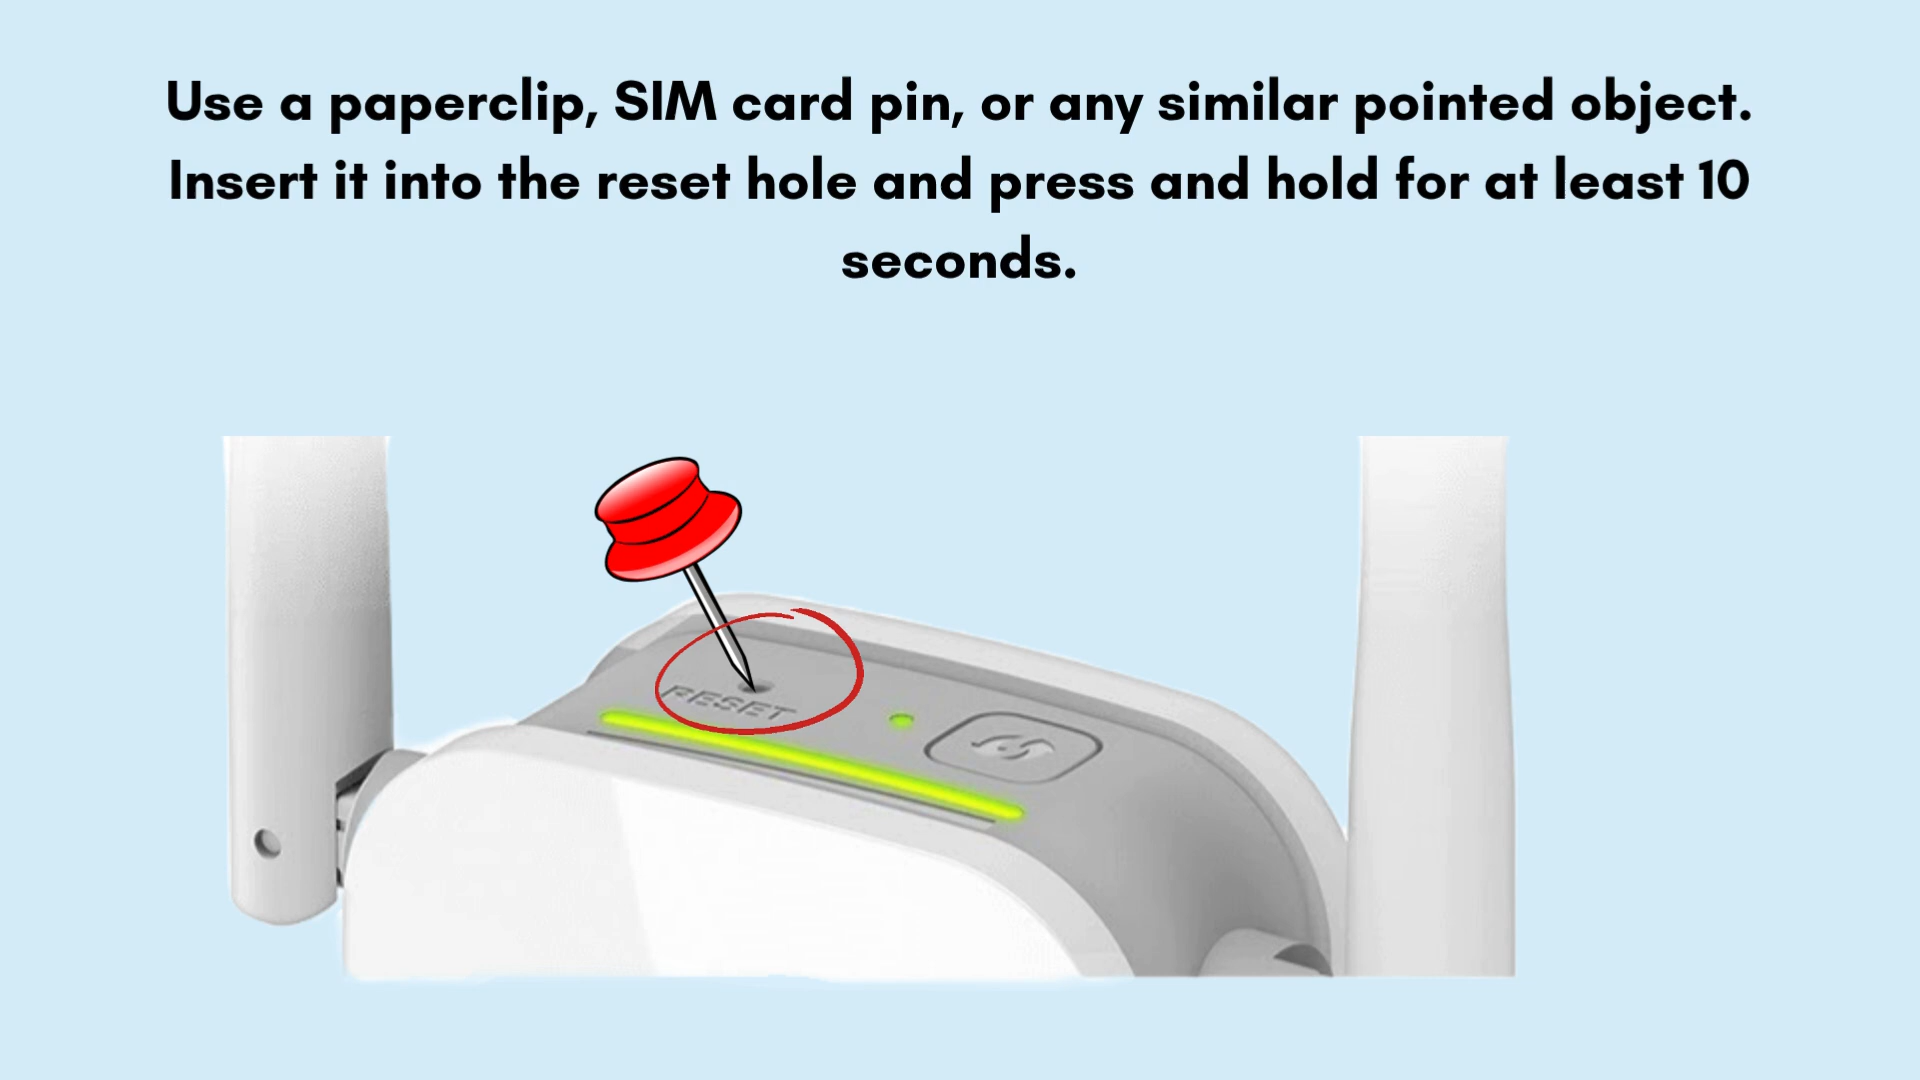 Use a paperclip, SIM card pin, or any similar pointed object.
Insert it into the reset hole and press and hold for at least 10
seconds.
RESET